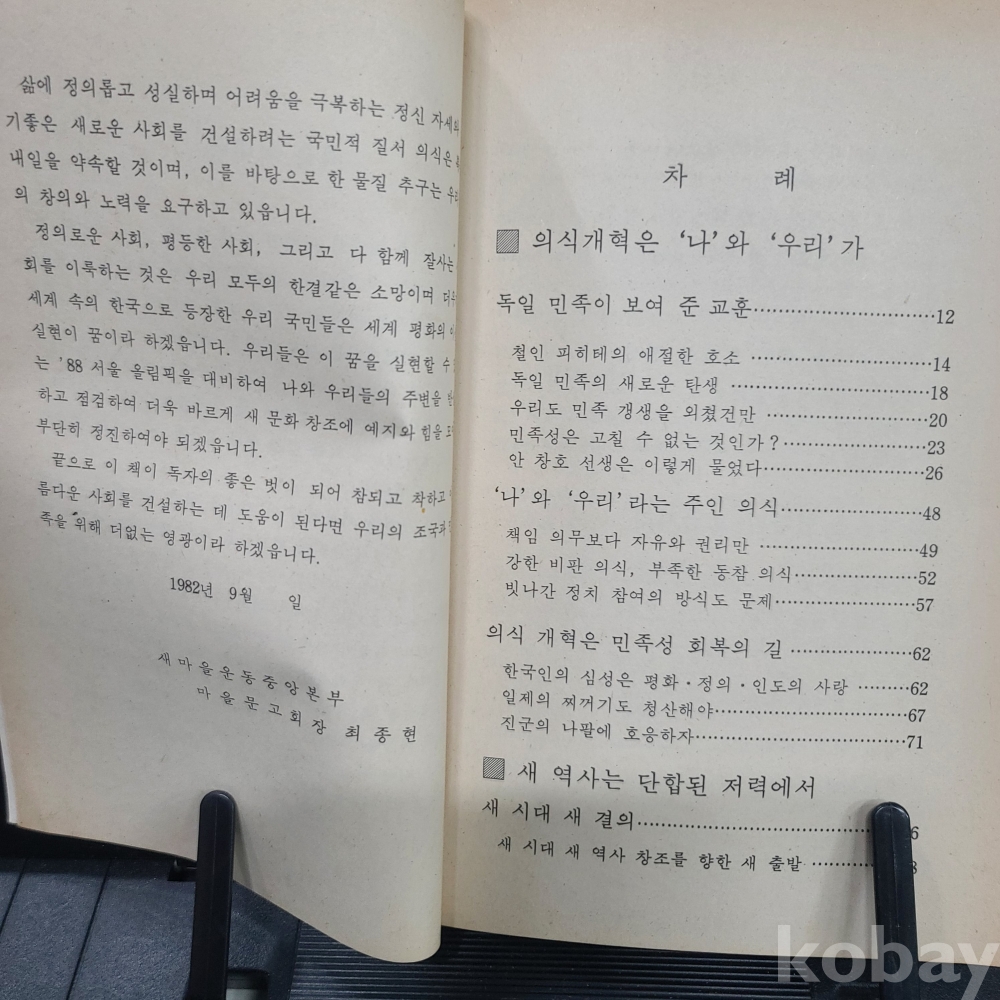 삶에 정의롭고 성실하며 어려움을 극복하는 정신 자세와
기좋은 새로운 사회를 건설하려는 국민적 질서 의식은
내일을 약속할 것이며, 이를 바탕으로 한 물질 추구는 우리
의 창의와 노력을 요구하고 있읍니다.
정의로운 사회, 평등한 사회, 그리고 다 함께 잘사는
회를 이룩하는 것은 우리 모두의 한결같은 소망이며 더욱
세계 속의 한국으로 등장한 우리 국민들은 세계 평화의
실현이 꿈이라 하겠읍니다. 우리들은 이 꿈을 실현할 수
는 '88 서울 올림픽을 대비하여 나와 우리들의 주변을
하고 점검하여 더욱 바르게 새 문화 창조에 예지와 힘을
부단히 정진하여야 되겠읍니다.
끝으로 이 책이 독자의 좋은 벗이 되어 참되고 착하고
름다운 사회를 건설하는 데 도움이 된다면 우리의 조국과
족을 위해 더없는 영광이라 하겠읍니다.
1982년 9월 일
새마을운동중앙본부
마을문고회장 최종현
차 례
▨ 의식개혁은 '나'와 '우리'가
독일 민족이 보여 준 교훈……………………………12
철인 피히테의 애절한 호소 ……………………………14
독일 민족의 새로운 탄생 ………………………………18
우리도 민족 갱생을 외쳤건만 …………………………20
민족성은 고칠 수 없는 것인가? ………………………23
안 창호 선생은 이렇게 물었다…………………………26
'나'와 '우리'라는 주인 의식……………………………48
책임 의무보다 자유와 권리만 …………………………49
강한 비판 의식, 부족한 동참 의식……………………52
빗나간 정치 참여의 방식도 문제………………………57
의식 개혁은 민족성 회복의 길 …………………………62
한국인의 심성은 평화·정의·인도의 사랑 ………62
일제의 찌꺼기도 청산해야………………………………67
진군의 나팔에 호응하자…………………………………71
▨ 새 역사는 단합된 저력에서
새 시대 새 결의……………………………………6
새 시대 새 역사 창조를 향한 새 출발 …………8
kobay